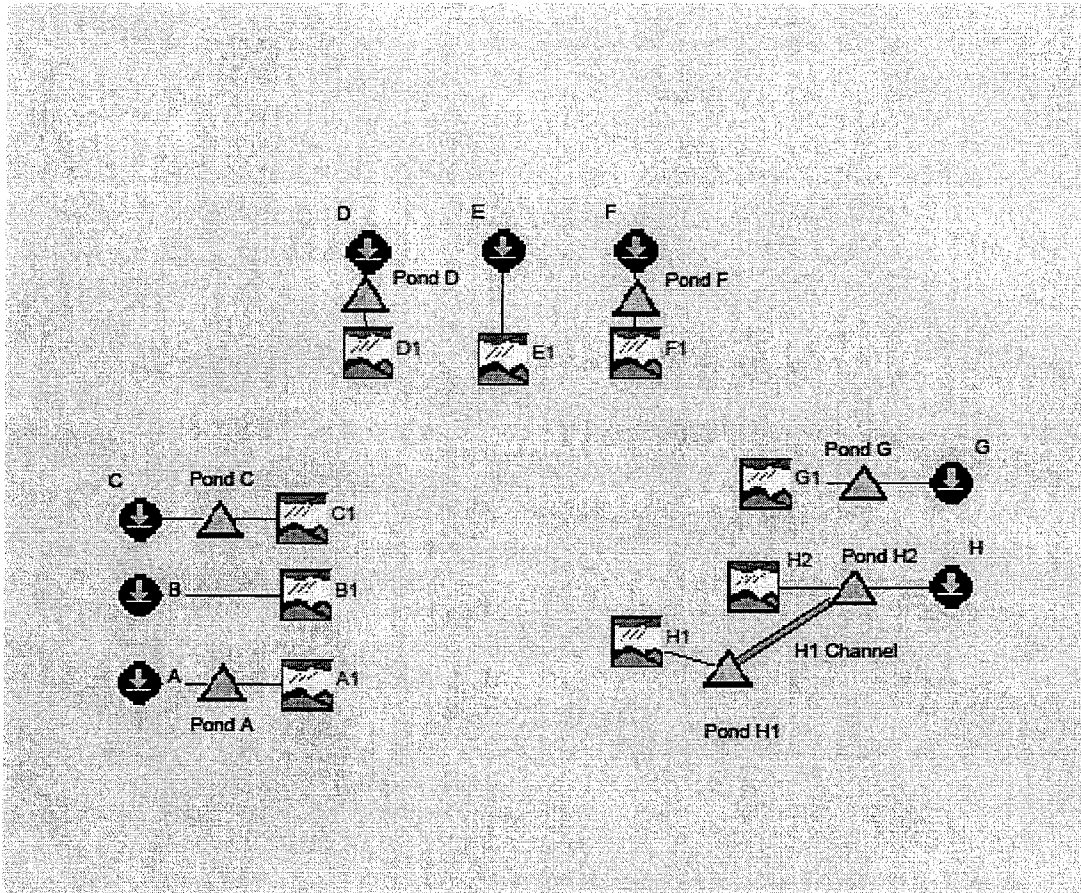 D
E
F
Pond D
Pond F
D1
E1
F1
C
Pond C
C1
B
B1
A
A1
Pond A
Pond G
G
G1
H2
Pond H2
H
H1
H1 Channel
Pond H1